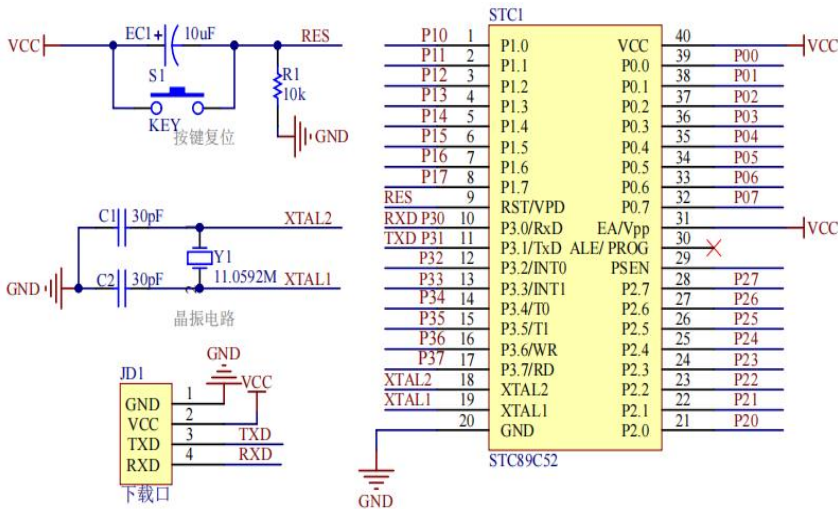 VCC
EC1
+
10uF
RES
S1
KEY
R1
10k
GND
按键复位
C1
30pF
XTAL2
Y1
11.0592M
2
GND
C2
30pF
XTAL1
晶振电路
JD1
GND
VCC
GND 1
VCC 2
TXD 3 TXD
RXD 4 RXD
下载口
STC1
P10 1 P1.0 VCC 40 VCC
P11 2 P1.1 P0.0 39 P00
P12 3 P1.2 P0.1 38 P01
P13 4 P1.3 P0.2 37 P02
P14 5 P1.4 P0.3 36 P03
P15 6 P1.5 P0.4 35 P04
P16 7 P1.6 P0.5 34 P05
P17 8 P1.7 P0.6 33 P06
RES 9 RST/VPD P0.7 32 P07
RXD P30 10 P3.0/RxD EA/Vpp 31 VCC
TXD P31 11 P3.1/TxD ALE/ PROG 30
P32 12 P3.2/INT0 PSEN 29
P33 13 P3.3/INT1 P2.7 28 P27
P34 14 P3.4/T0 P2.6 27 P26
P35 15 P3.5/T1 P2.5 26 P25
P36 16 P3.6/WR P2.4 25 P24
P37 17 P3.7/RD P2.3 24 P23
XTAL2 18 XTAL2 P2.2 23 P22
XTAL1 19 XTAL1 P2.1 22 P21
20 GND P2.0 21 P20
STC89C52
GND